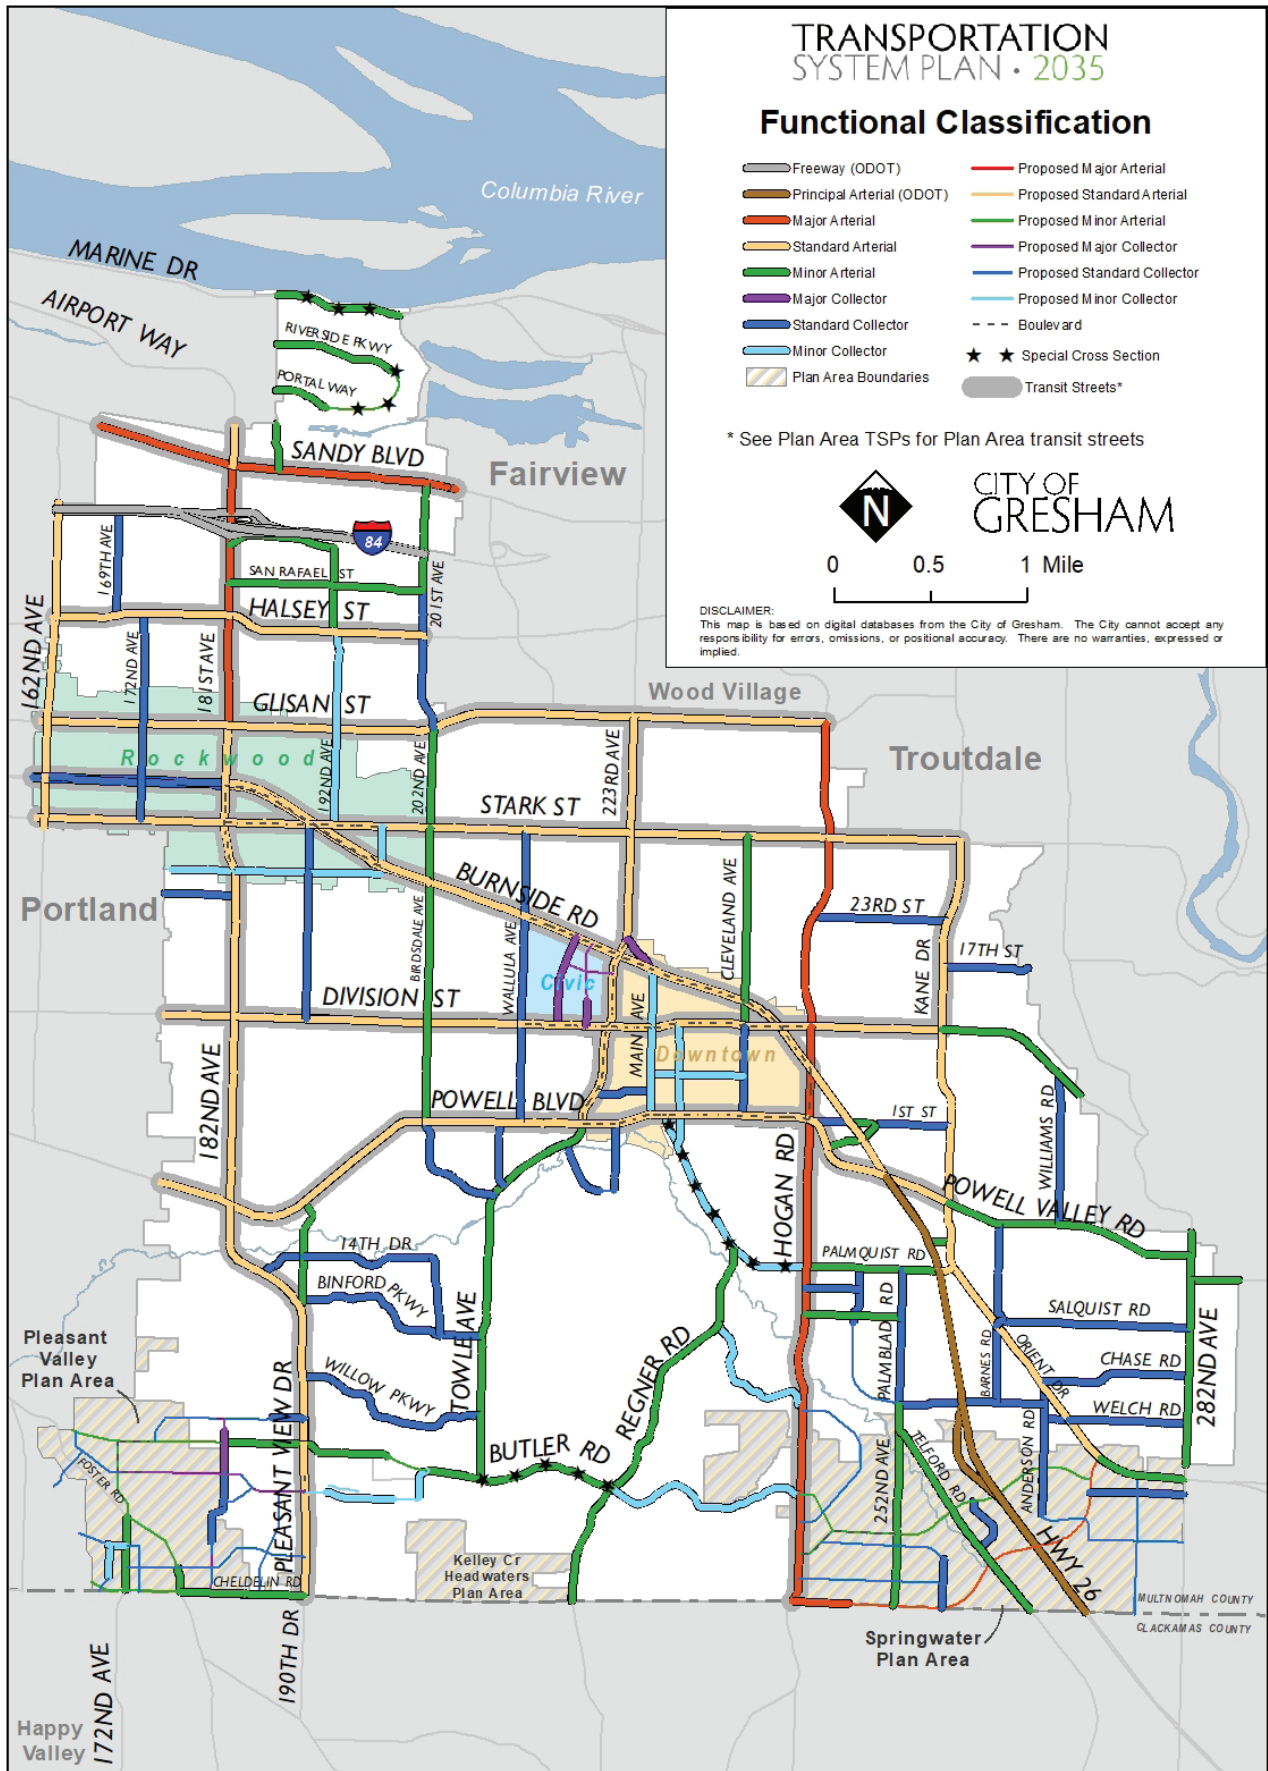 TRANSPORTATION
SYSTEM PLAN • 2035
Functional Classification
Freeway (ODOT)
Principal Arterial (ODOT)
Major Arterial
Standard Arterial
Minor Arterial
Major Collector
Standard Collector
Minor Collector
Plan Area Boundaries
Proposed Major Arterial
Proposed Standard Arterial
Proposed Minor Arterial
Proposed Major Collector
Proposed Standard Collector
Proposed Minor Collector
Boulevard
Special Cross Section
Transit Streets*
* See Plan Area TSPs for Plan Area transit streets
N
CITY OF
GRESHAM
0 0.5 1 Mile
DISCLAIMER:
This map is based on digital databases from the City of Gresham. The City cannot accept any
responsibility for errors, omissions, or positional accuracy. There are no warranties, expressed or
implied.
Columbia River
MARINE DR
AIRPORT WAY
RIVERSIDE PKWY
PORTAL WAY
SANDY BLVD
Fairview
84
169TH AVE
SAN RAFAEL ST
201ST AVE
HALSEY ST
162ND AVE
172ND AVE
181ST AVE
GLISAN ST
Wood Village
Rockwood
192ND AVE
202ND AVE
223RD AVE
Troutdale
STARK ST
BURNSIDE RD
CLEVELAND AVE
23RD ST
Portland
BIRDSDALE AVE
WALLULA AVE
KANE DR
17TH ST
Civic
DIVISION ST
MAIN AVE
Downtown
182ND AVE
POWELL BLVD
1ST ST
WILLIAMS RD
HOGAN RD
POWELL VALLEY RD
14TH DR
PALMQUIST RD
BINFORD PKWY
TOWLE AVE
PALMBLAD RD
SALQUIST RD
282ND AVE
Pleasant
Valley
Plan Area
REGNER RD
BARNES RD
ORIENT DR
CHASE RD
WILLOW PKWY
WELCH RD
PLEASANT VIEW DR
BUTLER RD
FOSTER RD
252ND AVE
TELFORD RD
ANDERSON RD
HWY 26
Kelley Cr
Headwaters
Plan Area
CHELDELIN RD
MULTNOMAH COUNTY
CLACKAMAS COUNTY
Springwater
Plan Area
190TH DR
172ND AVE
Happy
Valley